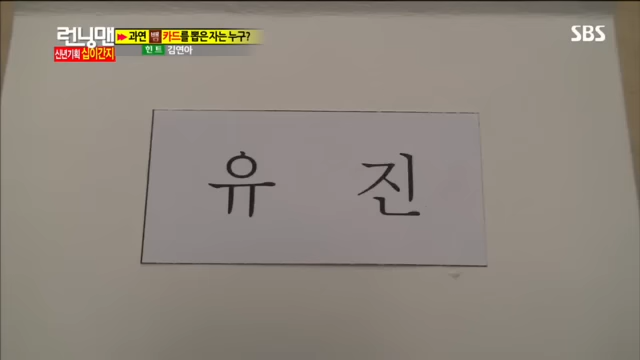 런닝맨
신년기획 십이간지
과연 뱀 카드를 뽑은 자는 누구?
힌트 김연아
SBS
유 진